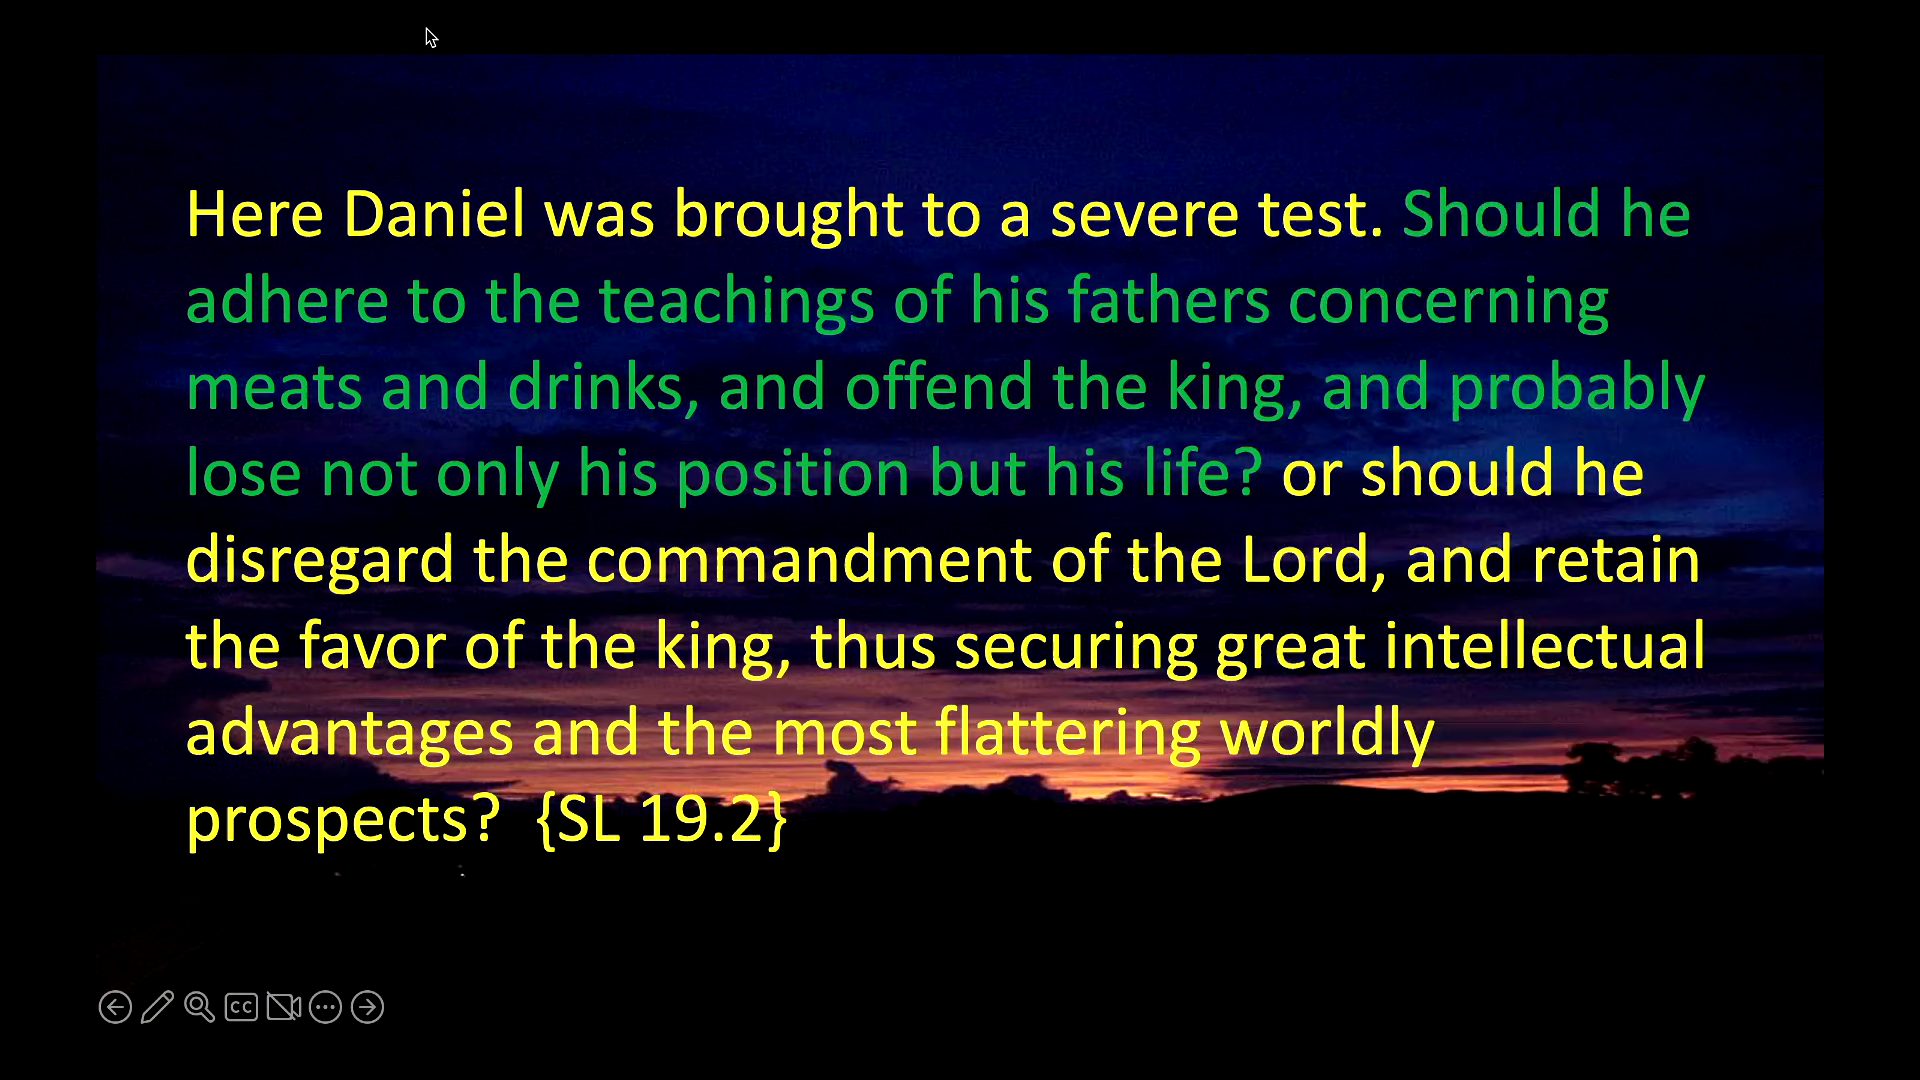 Here Daniel was brought to a severe test. Should he
adhere to the teachings of his fathers concerning
meats and drinks, and offend the king, and probably
lose not only his position but his life? or should he
disregard the commandment of the Lord, and retain
the favor of the king, thus securing great intellectual
advantages and the most flattering worldly
prospects?  {SL 19.2}
CC